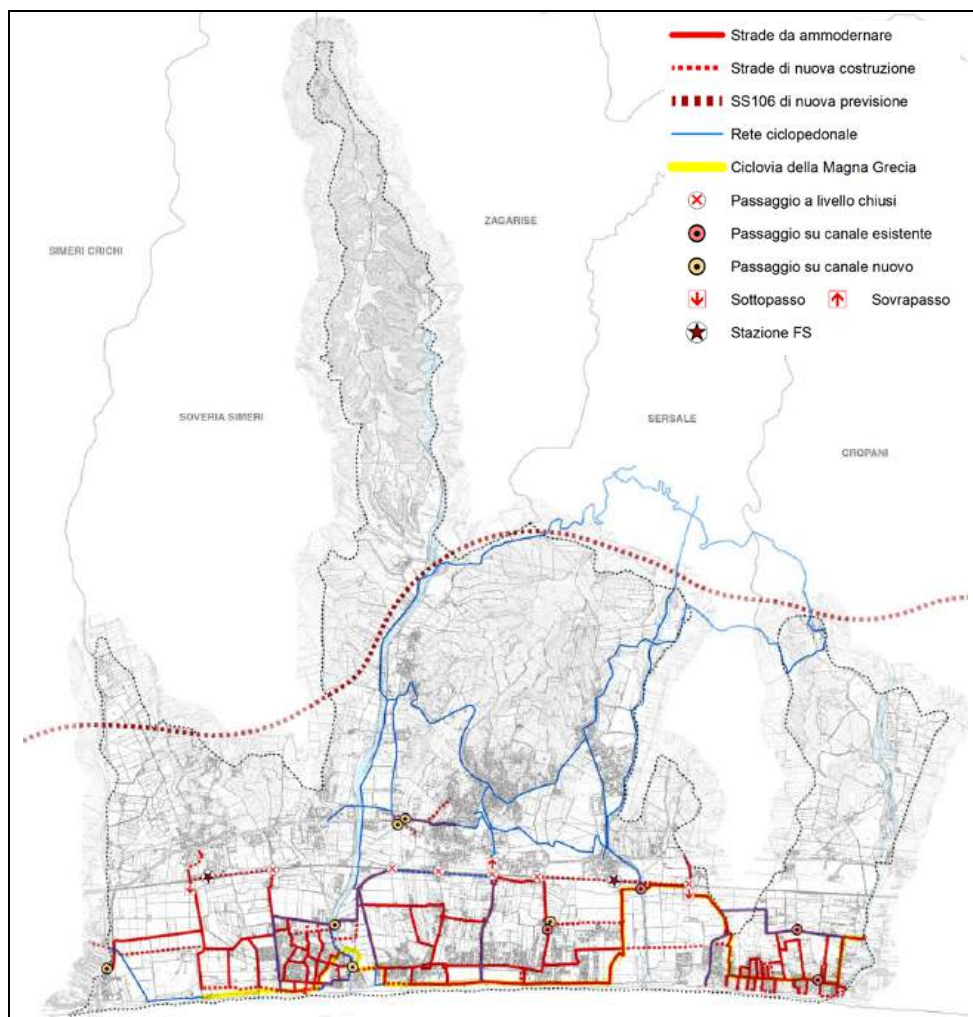 Strade da ammodernare
Strade di nuova costruzione
SS106 di nuova previsione
Rete ciclopedonale
Ciclovia della Magna Grecia
Passaggio a livello chiusi
Passaggio su canale esistente
Passaggio su canale nuovo
Sottopasso Sovrapasso
Stazione FS
ZAGARISE
SIMERI CRICHI
SOVERIA SIMERI
SERSALE
CROPANI